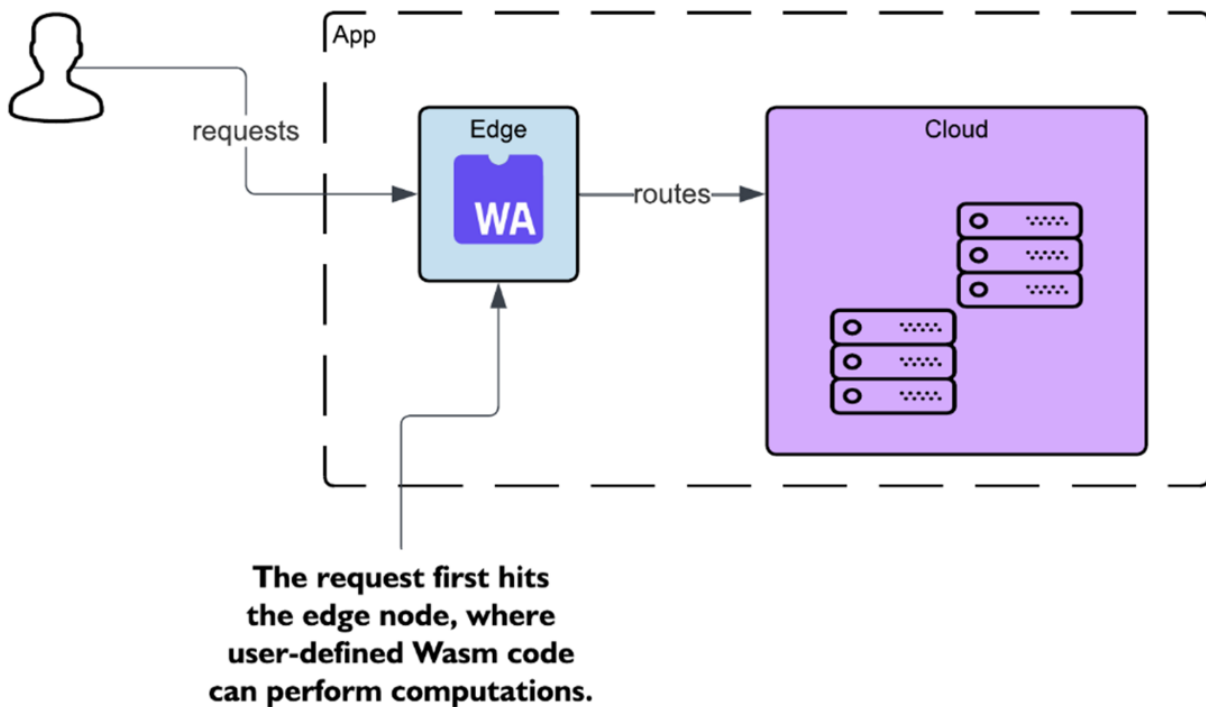 App
requests
Edge
WA
routes
Cloud
The request first hits
the edge node, where
user-defined Wasm code
can perform computations.